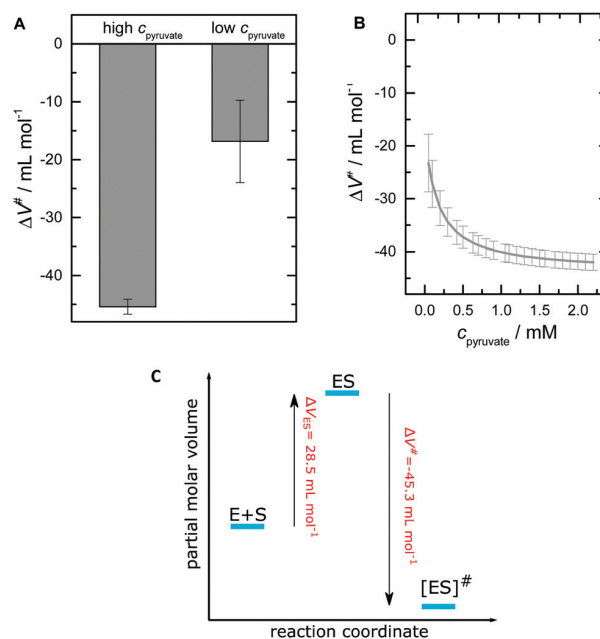 A
high c_pyruvate low c_pyruvate
0
-10
-20
-30
-40
ΔV# / mL mol-1
B
0
-10
-20
-30
-40
ΔV# / mL mol-1
0.0 0.5 1.0 1.5 2.0
c_pyruvate / mM
C
partial molar volume
E+S
ΔV_ES= 28.5 mL mol-1
ES
ΔV#=-45.3 mL mol-1
[ES]#
reaction coordinate